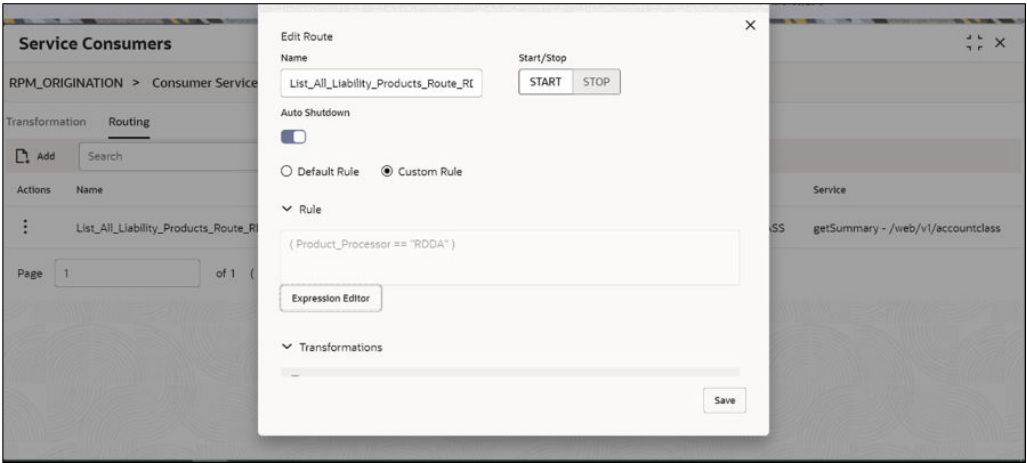 Service Consumers
RPM_ORIGINATION > Consumer Service
Transformation Routing
Add Search
Actions Name Service
List_All_Liability_Products_Route_R getSummary - /web/v1/accountclass
Page 1 of 1 (
Edit Route
Name Start/Stop
List_All_Liability_Products_Route_RD START STOP
Auto Shutdown
Default Rule Custom Rule
Rule
( Product_Processor == "RDDA" )
Expression Editor
Transformations
Save